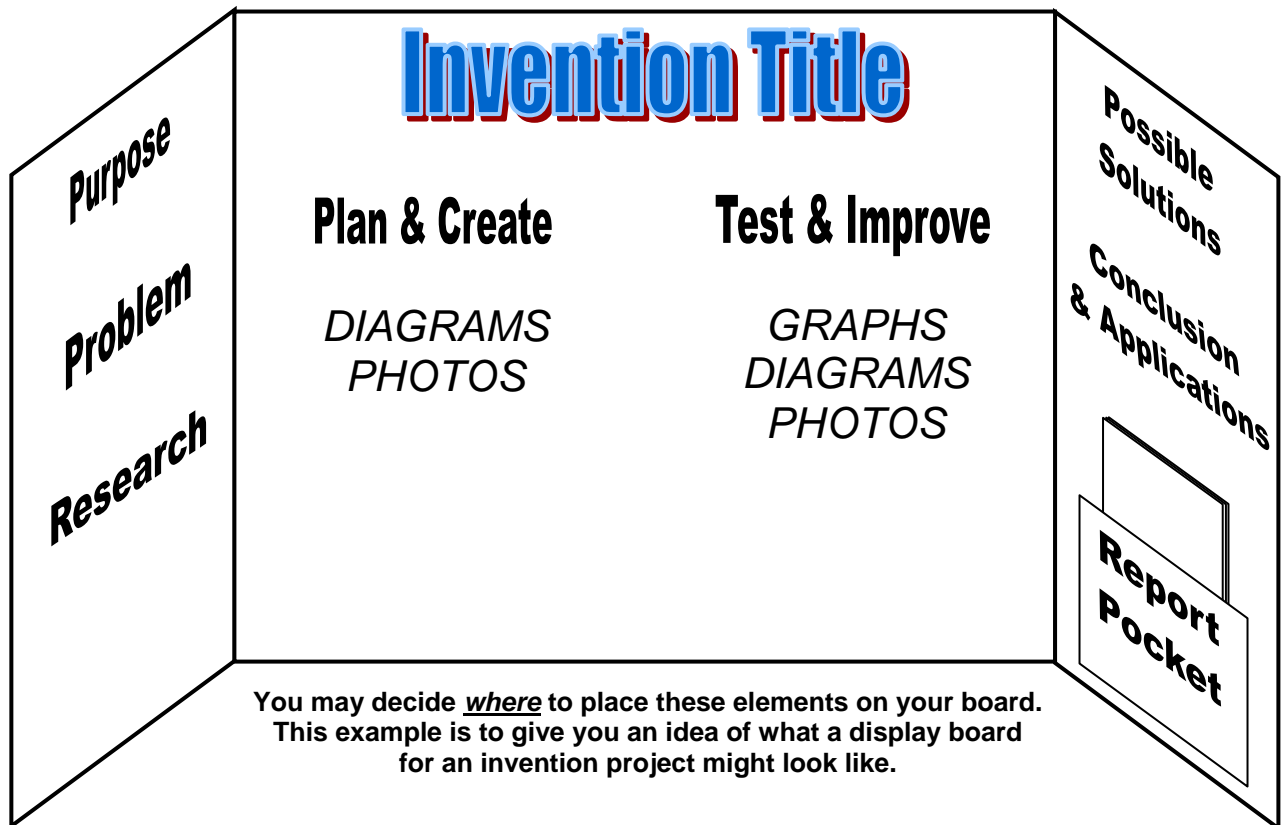 Invention Title
Purpose
Problem
Research
Plan & Create
DIAGRAMS
PHOTOS
Test & Improve
GRAPHS
DIAGRAMS
PHOTOS
Possible
Solutions
Conclusion
& Applications
Report
Pocket
You may decide where to place these elements on your board.
This example is to give you an idea of what a display board
for an invention project might look like.